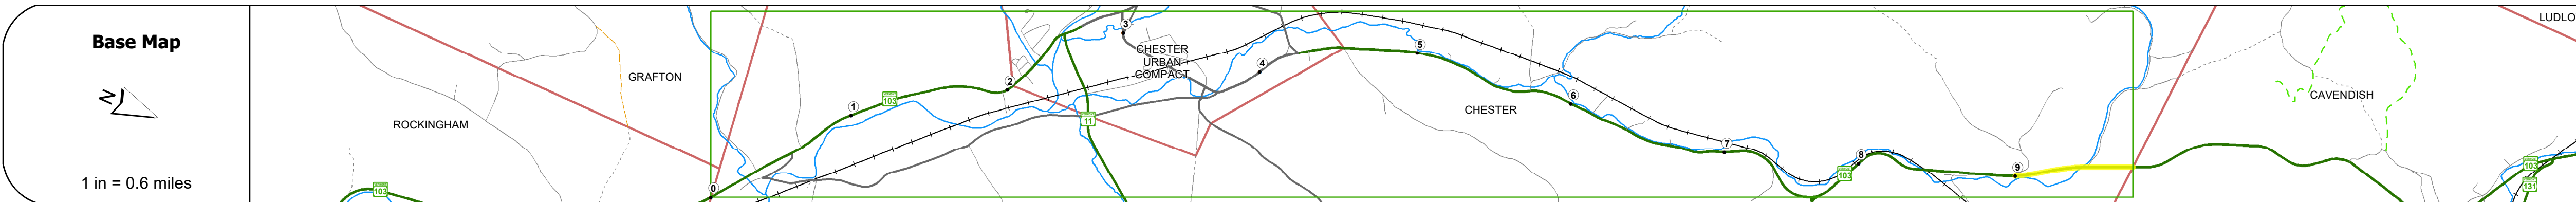 Base Map
N
1 in = 0.6 miles
ROCKINGHAM
103
GRAFTON
0
1
103
2
3
CHESTER
URBAN
COMPACT
11
4
5
CHESTER
6
7
103
8
9
CAVENDISH
LUDLO
103
131